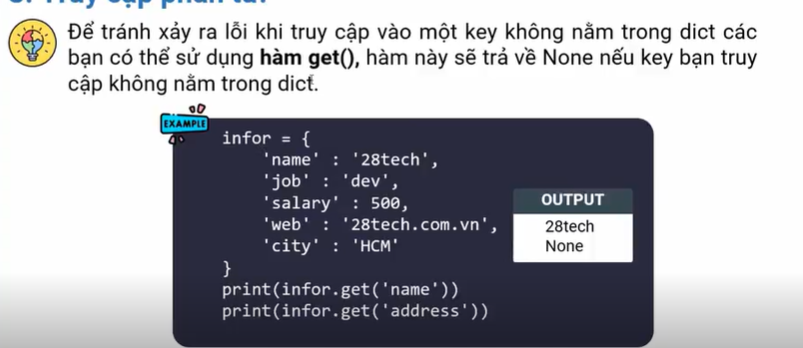 Để tránh xảy ra lỗi khi truy cập vào một key không nằm trong dict các
bạn có thể sử dụng hàm get(), hàm này sẽ trả về None nếu key bạn truy
cập không nằm trong dict.
EXAMPLE
infor = {
'name' : '28tech',
'job' : 'dev',
'salary' : 500,
'web' : '28tech.com.vn',
'city' : 'HCM'
}
print(infor.get('name'))
print(infor.get('address'))
OUTPUT
28tech
None